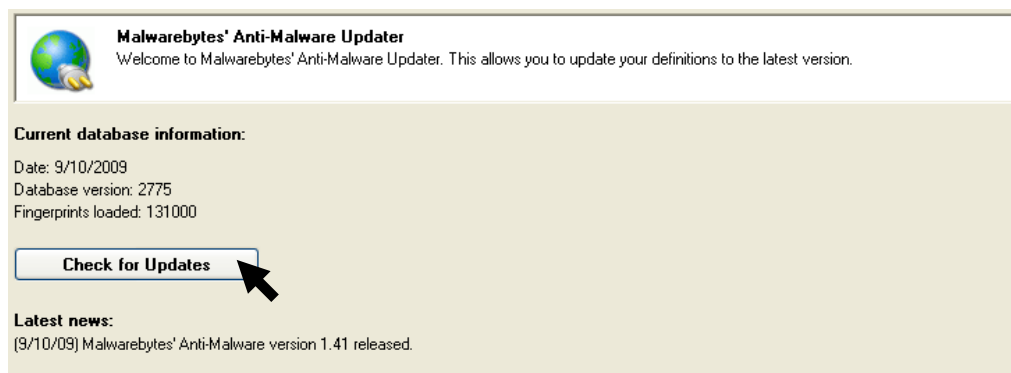 Malwarebytes' Anti-Malware Updater
Welcome to Malwarebytes' Anti-Malware Updater. This allows you to update your definitions to the latest version.
Current database information:
Date: 9/10/2009
Database version: 2775
Fingerprints loaded: 131000
Check for Updates
Latest news:
(9/10/09) Malwarebytes' Anti-Malware version 1.41 released.